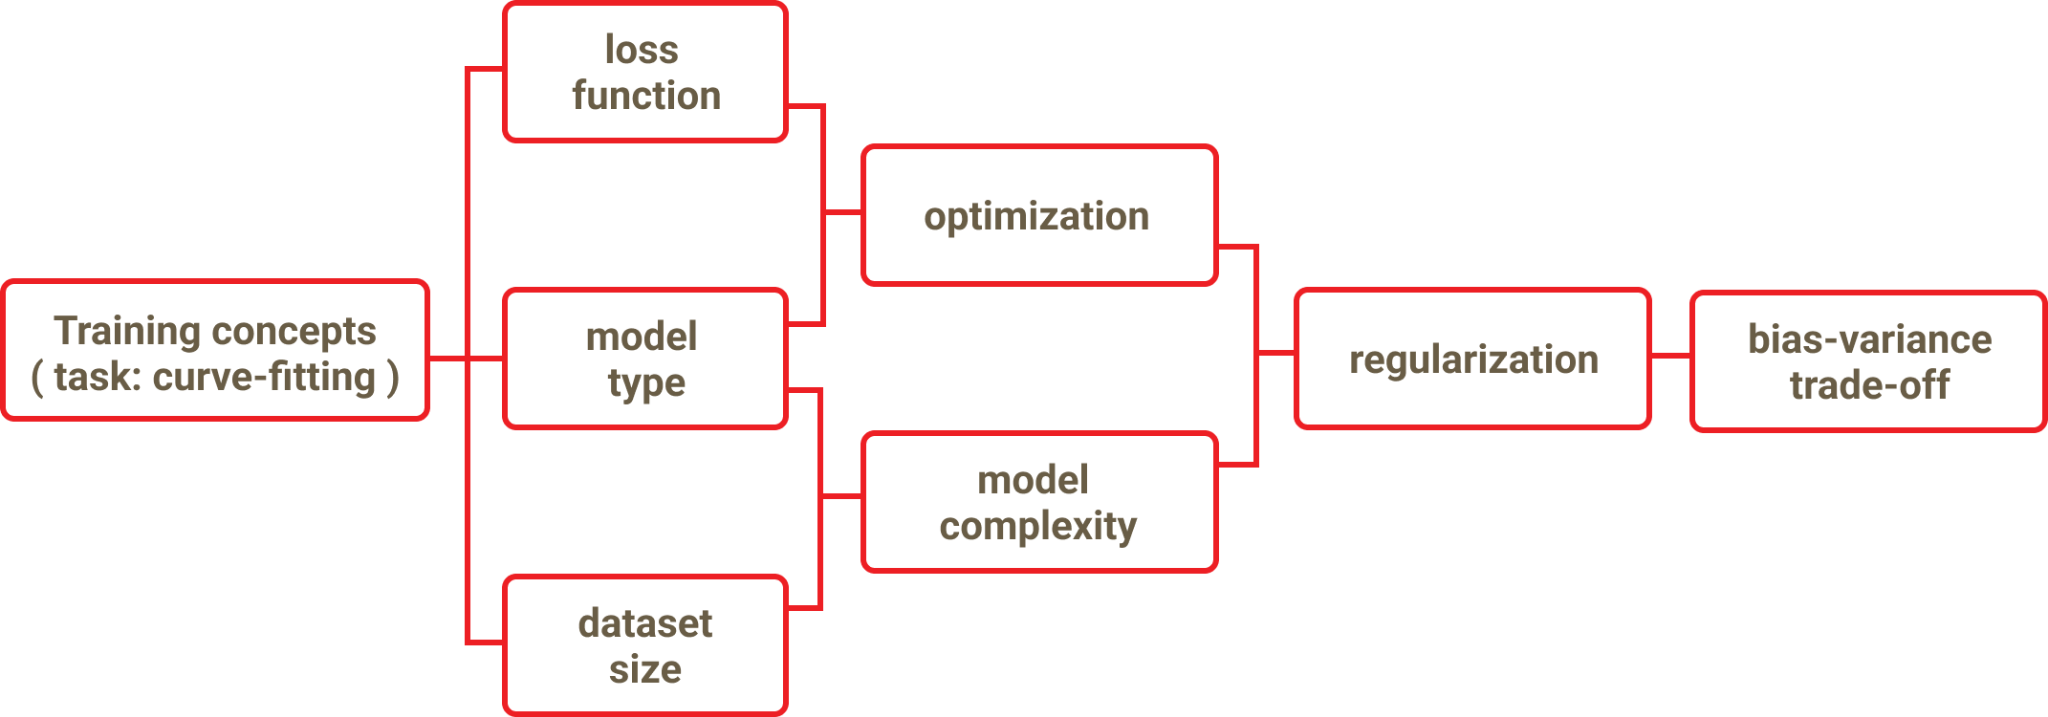 loss
function
optimization
Training concepts
( task: curve-fitting )
model
type
regularization
bias-variance
trade-off
model
complexity
dataset
size